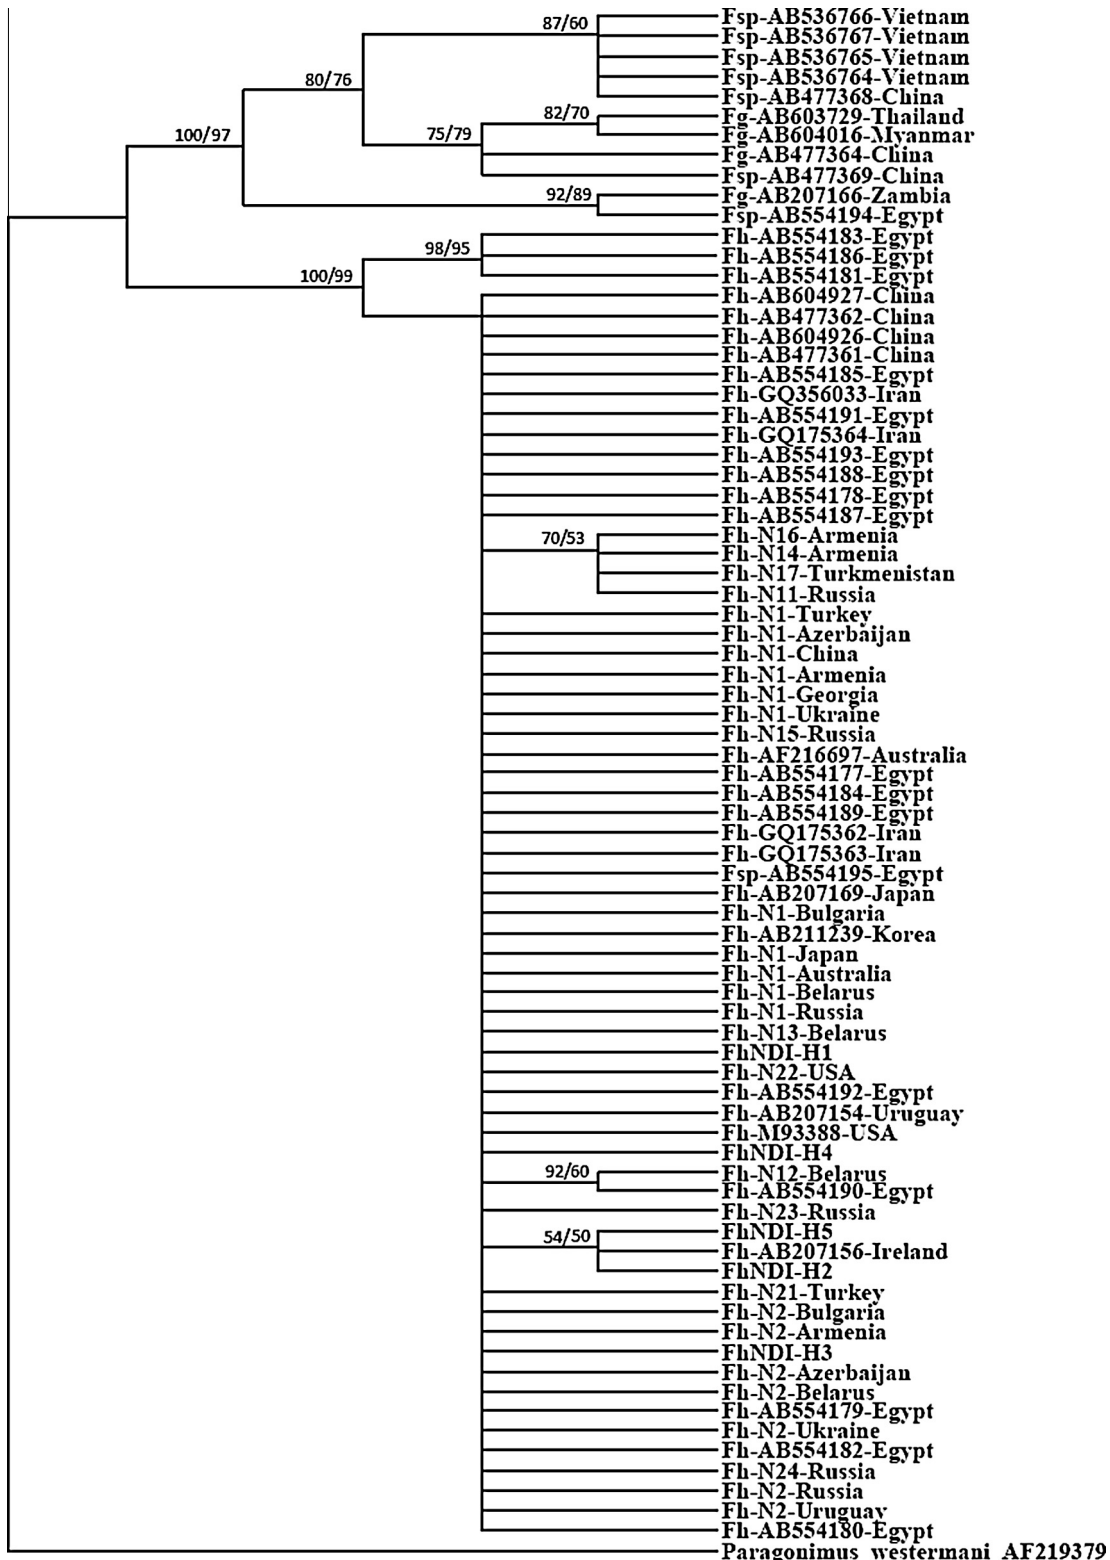 87/60
Fsp-AB536766-Vietnam
Fsp-AB536767-Vietnam
Fsp-AB536765-Vietnam
80/76
Fsp-AB536764-Vietnam
Fsp-AB477368-China
82/70
Fg-AB603729-Thailand
100/97
75/79
Fg-AB604016-Myanmar
Fg-AB477364-China
Fsp-AB477369-China
92/89
Fg-AB207166-Zambia
Fsp-AB554194-Egypt
Fh-AB554183-Egypt
98/95
Fh-AB554186-Egypt
100/99
Fh-AB554181-Egypt
Fh-AB604927-China
Fh-AB477362-China
Fh-AB604926-China
Fh-AB477361-China
Fh-AB554185-Egypt
Fh-GQ356033-Iran
Fh-AB554191-Egypt
Fh-GQ175364-Iran
Fh-AB554193-Egypt
Fh-AB554188-Egypt
Fh-AB554178-Egypt
Fh-AB554187-Egypt
70/53
Fh-N16-Armenia
Fh-N14-Armenia
Fh-N17-Turkmenistan
Fh-N11-Russia
Fh-N1-Turkey
Fh-N1-Azerbaijan
Fh-N1-China
Fh-N1-Armenia
Fh-N1-Georgia
Fh-N1-Ukraine
Fh-N15-Russia
Fh-AF216697-Australia
Fh-AB554177-Egypt
Fh-AB554184-Egypt
Fh-AB554189-Egypt
Fh-GQ175362-Iran
Fh-GQ175363-Iran
Fsp-AB554195-Egypt
Fh-AB207169-Japan
Fh-N1-Bulgaria
Fh-AB211239-Korea
Fh-N1-Japan
Fh-N1-Australia
Fh-N1-Belarus
Fh-N1-Russia
Fh-N13-Belarus
FhNDI-H1
Fh-N22-USA
Fh-AB554192-Egypt
Fh-AB207154-Uruguay
Fh-M93388-USA
FhNDI-H4
92/60
Fh-N12-Belarus
Fh-AB554190-Egypt
Fh-N23-Russia
FhNDI-H5
54/50
Fh-AB207156-Ireland
FhNDI-H2
Fh-N21-Turkey
Fh-N2-Bulgaria
Fh-N2-Armenia
FhNDI-H3
Fh-N2-Azerbaijan
Fh-N2-Belarus
Fh-AB554179-Egypt
Fh-N2-Ukraine
Fh-AB554182-Egypt
Fh-N24-Russia
Fh-N2-Russia
Fh-N2-Uruguay
Fh-AB554180-Egypt
Paragonimus westermani AF219379